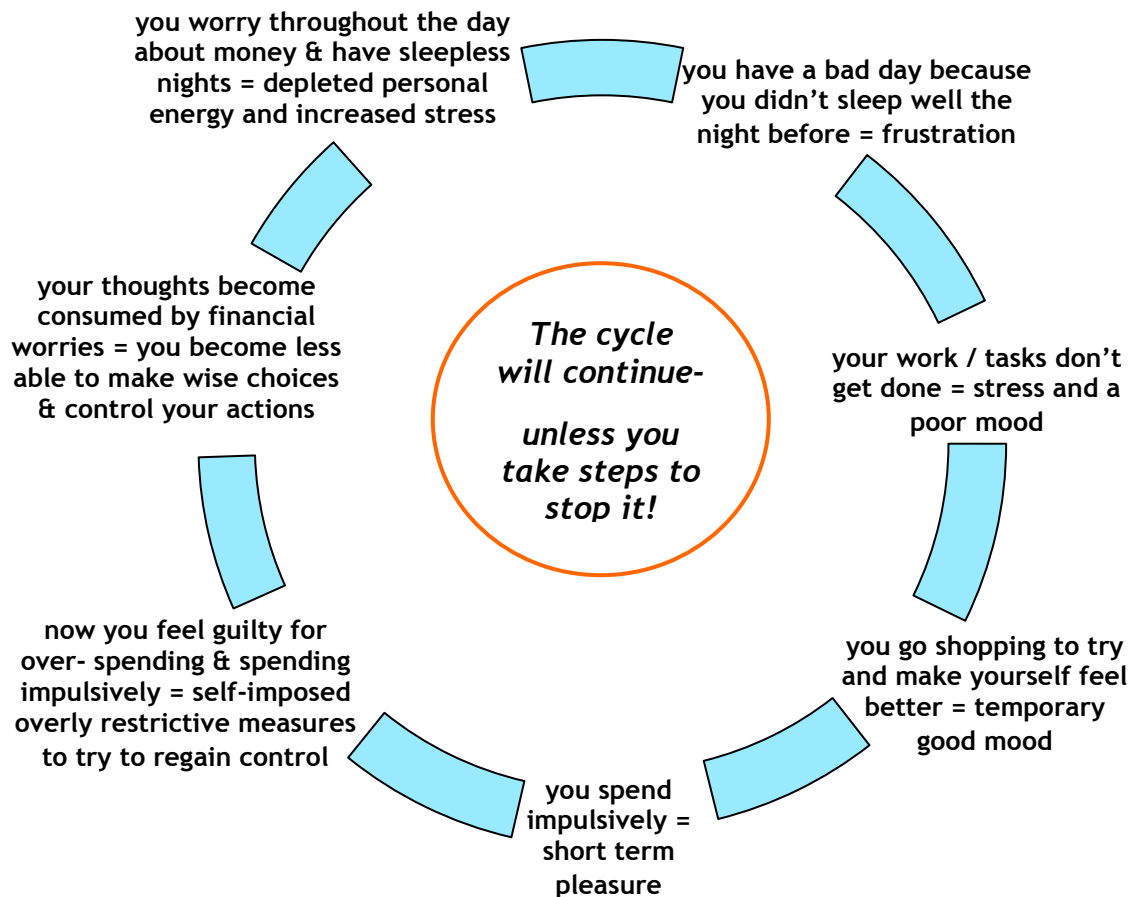 you worry throughout the day
about money & have sleepless
nights = depleted personal
energy and increased stress
you have a bad day because
you didn’t sleep well the
night before = frustration
your work / tasks don’t
get done = stress and a
poor mood
you go shopping to try
and make yourself feel
better = temporary
good mood
you spend
impulsively =
short term
pleasure
now you feel guilty for
over- spending & spending
impulsively = self-imposed
overly restrictive measures
to try to regain control
your thoughts become
consumed by financial
worries = you become less
able to make wise choices
& control your actions
The cycle
will continue-
unless you
take steps to
stop it!